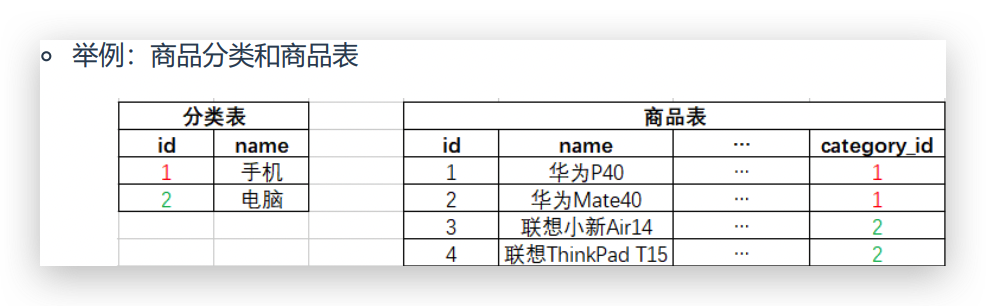 举例：商品分类和商品表
分类表 商品表
id name id name ... category_id
1 手机 1 华为P40 ... 1
2 电脑 2 华为Mate40 ... 1
3 联想小新Air14 ... 2
4 联想ThinkPad T15 ... 2